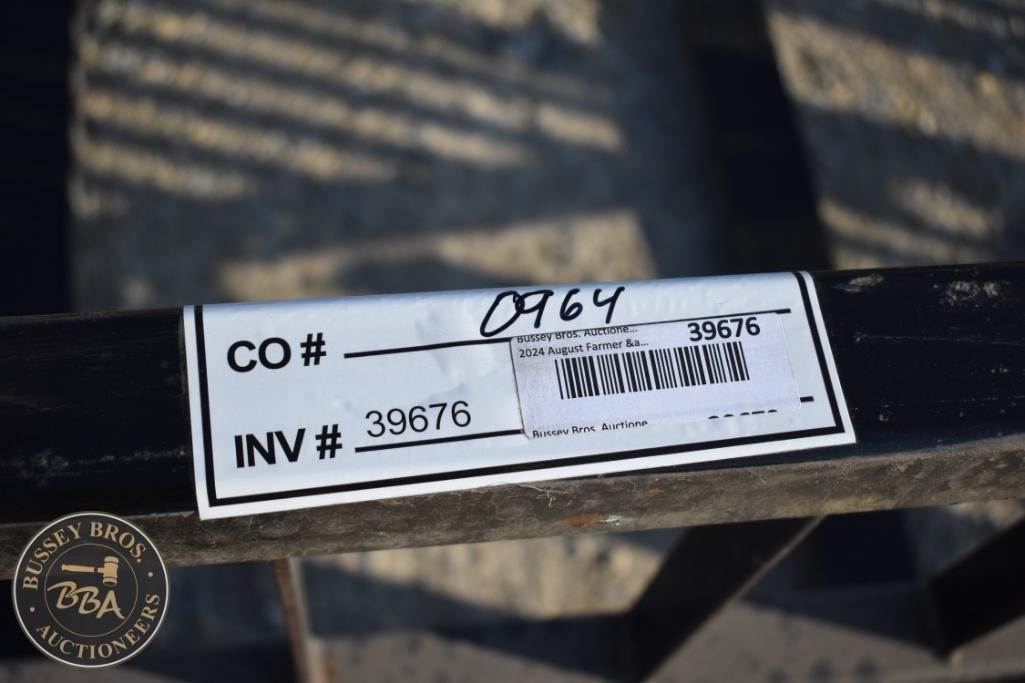 0964
CO #
Bussey Bros. Auctione...
39676
2024 August Farmer &a...
INV # 39676
Bussey Bros. Auctione
BUSSEY BROS.
BBA
AUCTIONEERS